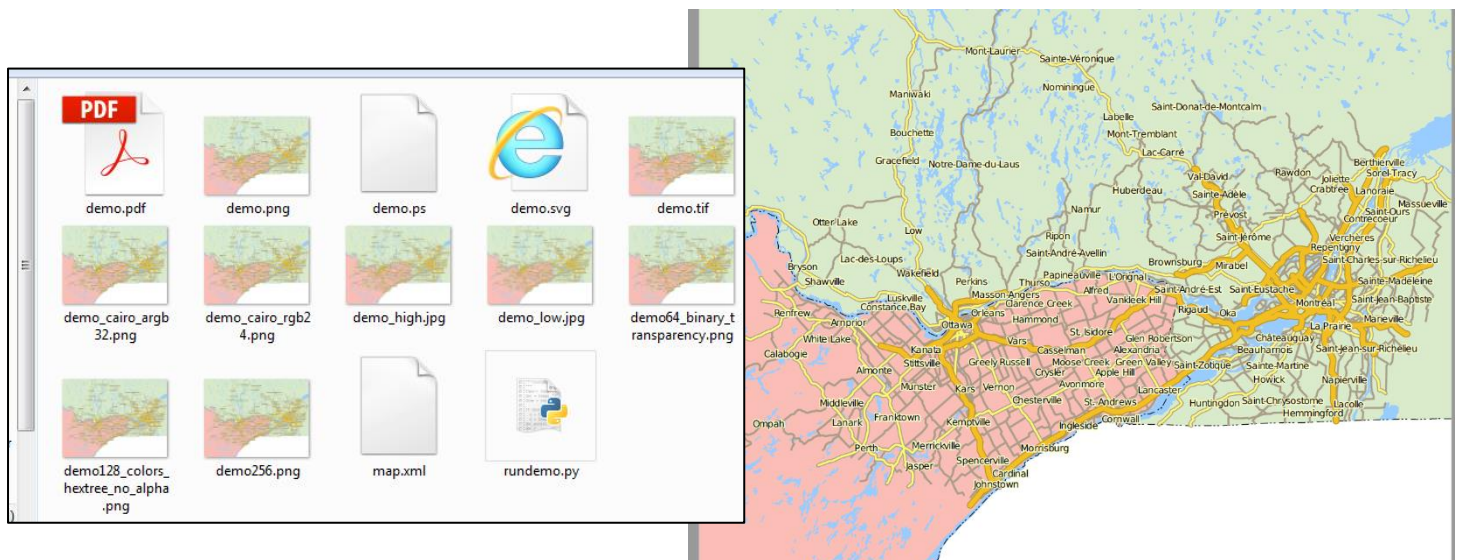 PDF
demo.pdf
demo.png
demo.ps
demo.svg
demo.tif
demo_cairo_argb
32.png
demo_cairo_rgb2
4.png
demo_high.jpg
demo_low.jpg
demo64_binary_t
ransparency.png
demo128_colors_
hextree_no_alpha
.png
demo256.png
map.xml
rundemo.py
Mont-Laurier
Sainte-Véronique
Maniwaki
Nominingue
Saint-Donat-de-Montcalm
Labelle
Bouchette
Mont-Tremblant
Gracefield
Notre-Dame-du-Laus
Lac-Carré
Berthierville
Val-David
Rawdon
Joliette
Sorel-Tracy
Huberdeau
Sainte-Adèle
Crabtree
Lanoraie
Massueville
Namur
Prévost
Saint-Ours
Contrecoeur
Otter-Lake
Low
Ripon
Saint-Jérôme
Vercheres
Repentigny
Saint-André-Avellin
Lac-des-Loups
Brownsburg
Mirabel
Saint-Charles-sur-Richelieu
Bryson
Wakefield
Perkins
Papineauville
L'Orignal
Shawville
Thurso
Sainte-Madeleine
Luskville
Masson-Angers
Alfred
Saint-André-Est
Saint-Eustache
Constance Bay
Clarence Creek
Vankleek Hill
Montréal
Saint-Jean-Baptiste
Renfrew
Orleans
Hammond
Rigaud
Oka
Arnprior
Ottawa
La Prairie
Marieville
White Lake
Vars
St. Isidore
Glen Robertson
Châteauguay
Calabogie
Kanata
Casselman
Alexandria
Beauharnois
Saint-Jean-sur-Richelieu
Stittsville
Greely
Russell
Moose Creek
Green Valley
Saint-Zotique
Sainte-Martine
Almonte
Crysler
Apple Hill
Howick
Munster
Kars
Vernon
Avonmore
Lancaster
Napierville
Middleville
Chesterville
St. Andrews
Huntingdon
Saint-Chrysostome
Lacolle
Franktown
Hemmingford
Ompah
Lanark
Kemptville
Cornwall
Ingleside
Perth
Merrickville
Morrisburg
Jasper
Spencerville
Cardinal
Johnstown